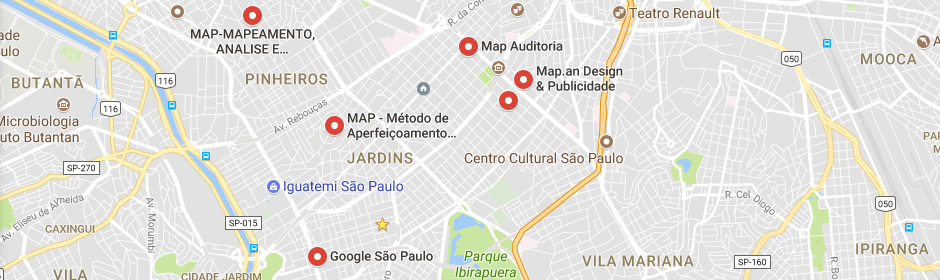 MAP-MAPEAMENTO,
ANALISE E...
R. da Con
Teatro Renault
Map Auditoria
Map.an Design
& Publicidade
050
MOOCA
BUTANTÃ
116
PINHEIROS
116
Microbiologia
uto Butantan
Av. Rebouças
MAP - Método de
Aperfeiçoamento...
JARDINS
Centro Cultural São Paulo
SP-270
Iguatemi São Paulo
R. Cel. Diogo
Av. Eliseu de Almeida
Av. Morumbi
SP-015
050
CAXINGUI
Google São Paulo
Parque
Ibirapuera
IPIRANGA
VILA
CIDADE JARDIM
VILA MARIANA
SP-160
VILA